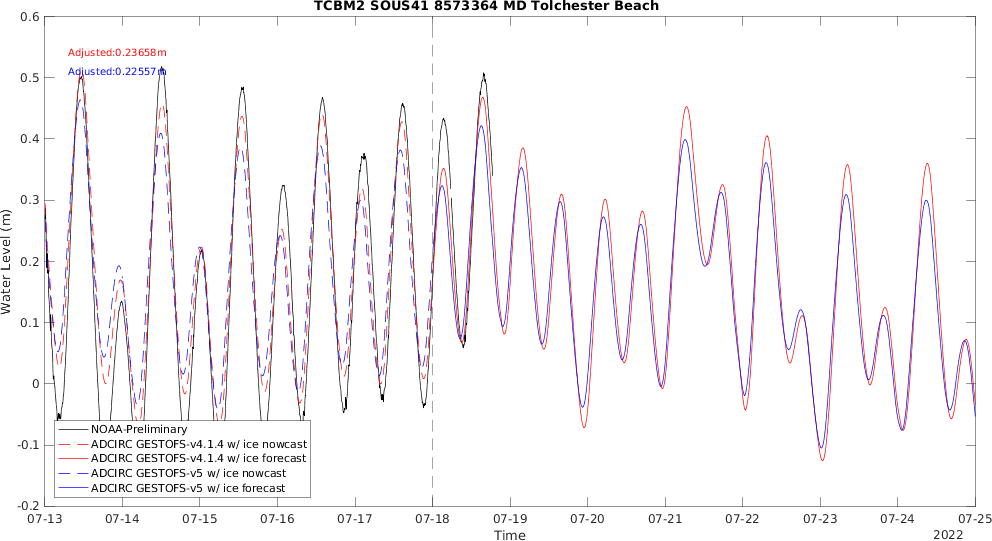 TCBM2 SOUS41 8573364 MD Tolchester Beach
0.6
0.5
0.4
0.3
0.2
0.1
0
-0.1
-0.2
Water Level (m)
Adjusted:0.23658m
Adjusted:0.22557m
NOAA-Preliminary
ADCIRC GESTOFS-v4.1.4 w/ ice nowcast
ADCIRC GESTOFS-v4.1.4 w/ ice forecast
ADCIRC GESTOFS-v5 w/ ice nowcast
ADCIRC GESTOFS-v5 w/ ice forecast
07-13 07-14 07-15 07-16 07-17 07-18 07-19 07-20 07-21 07-22 07-23 07-24 07-25
Time
2022